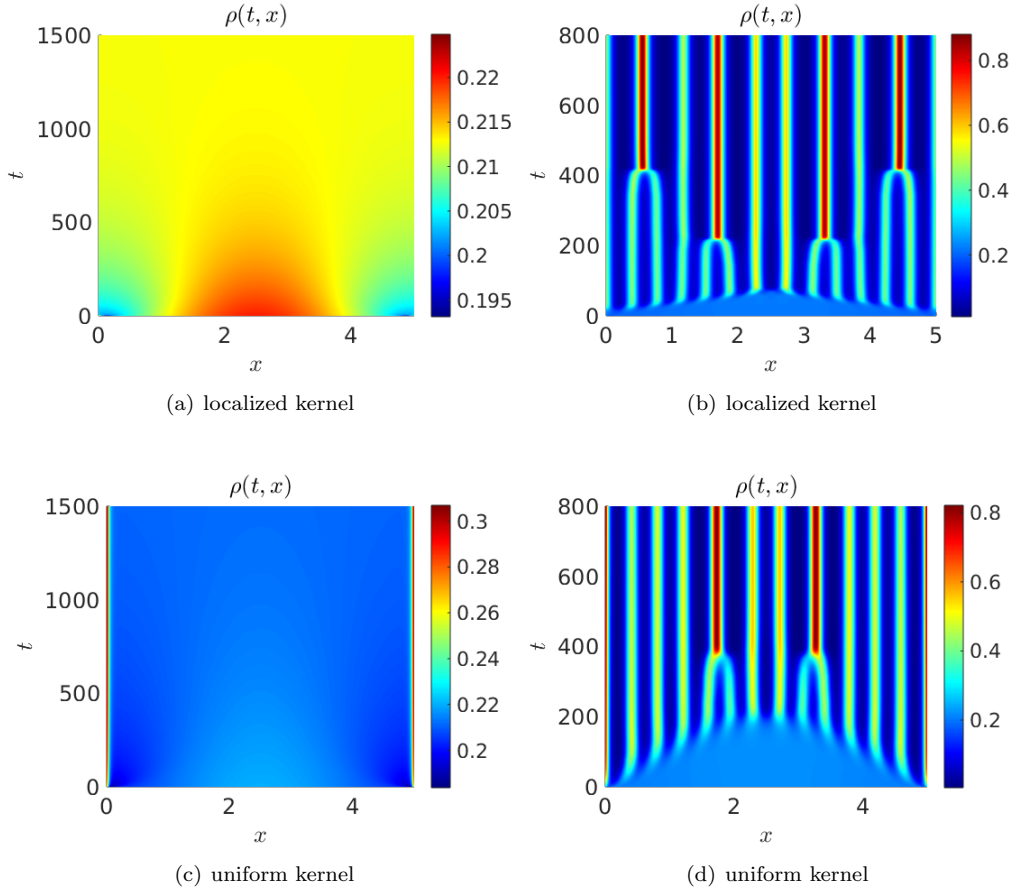 ρ(t, x)
1500
1000
500
0
t
0 2 4
x
0.22
0.215
0.21
0.205
0.2
0.195
(a) localized kernel
ρ(t, x)
800
600
400
200
0
t
0 1 2 3 4 5
x
0.8
0.6
0.4
0.2
(b) localized kernel
ρ(t, x)
1500
1000
500
0
t
0 2 4
x
0.3
0.28
0.26
0.24
0.22
0.2
(c) uniform kernel
ρ(t, x)
800
600
400
200
0
t
0 2 4
x
0.8
0.6
0.4
0.2
(d) uniform kernel